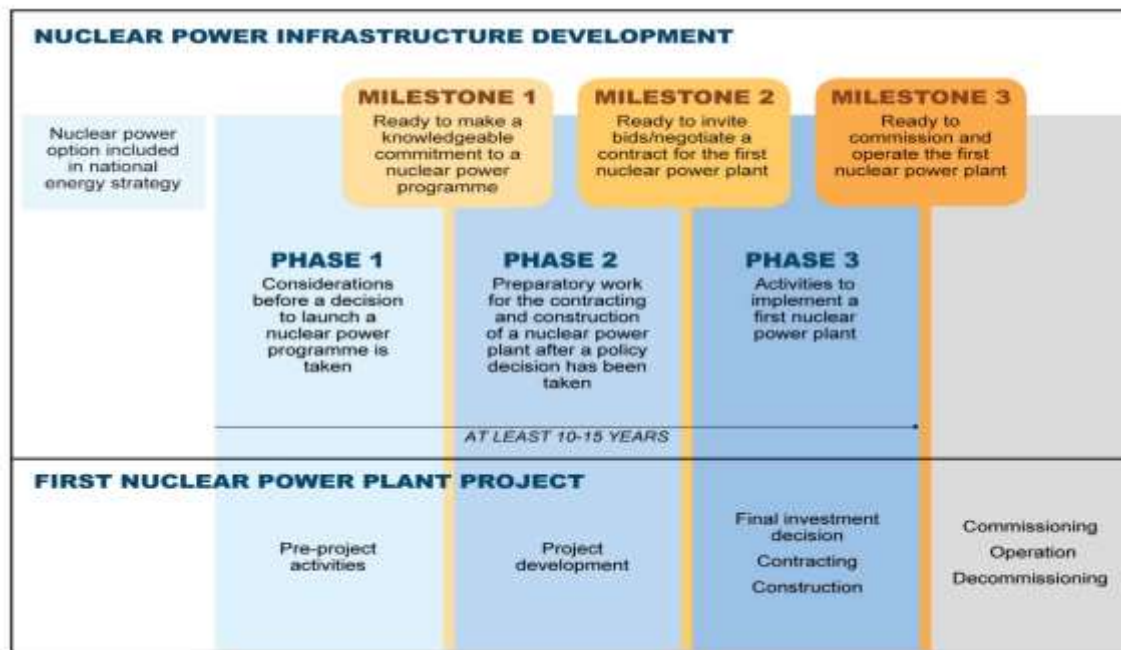 NUCLEAR POWER INFRASTRUCTURE DEVELOPMENT
Nuclear power
option included
in national
energy strategy
MILESTONE 1
Ready to make a
knowledgeable
commitment to a
nuclear power
programme
MILESTONE 2
Ready to invite
bids/negotiate a
contract for the first
nuclear power plant
MILESTONE 3
Ready to
commission and
operate the first
nuclear power plant
PHASE 1
Considerations
before a decision
to launch a
nuclear power
programme is
taken
PHASE 2
Preparatory work
for the contracting
and construction
of a nuclear power
plant after a policy
decision has been
taken
PHASE 3
Activities to
implement a
first nuclear
power plant
AT LEAST 10-15 YEARS
FIRST NUCLEAR POWER PLANT PROJECT
Pre-project
activities
Project
development
Final investment
decision
Contracting
Construction
Commissioning
Operation
Decommissioning